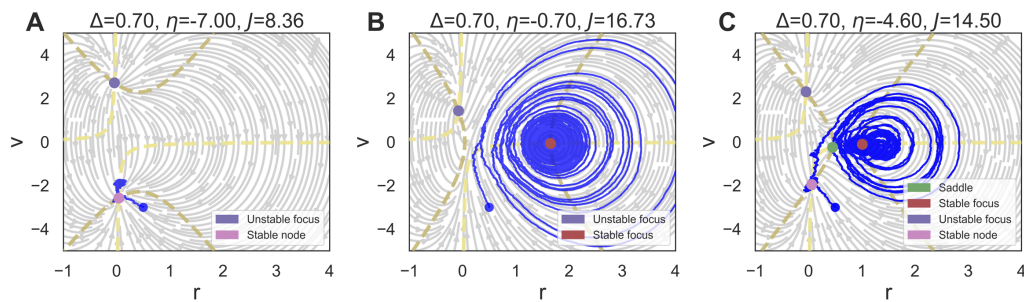 A
Δ=0.70, η=-7.00, J=8.36
v
4
2
0
−2
−4
−1 0 1 2 3 4
r
Unstable focus
Stable node
B
Δ=0.70, η=-0.70, J=16.73
v
4
2
0
−2
−4
−1 0 1 2 3 4
r
Unstable focus
Stable focus
C
Δ=0.70, η=-4.60, J=14.50
v
4
2
0
−2
−4
−1 0 1 2 3 4
r
Saddle
Stable focus
Unstable focus
Stable node